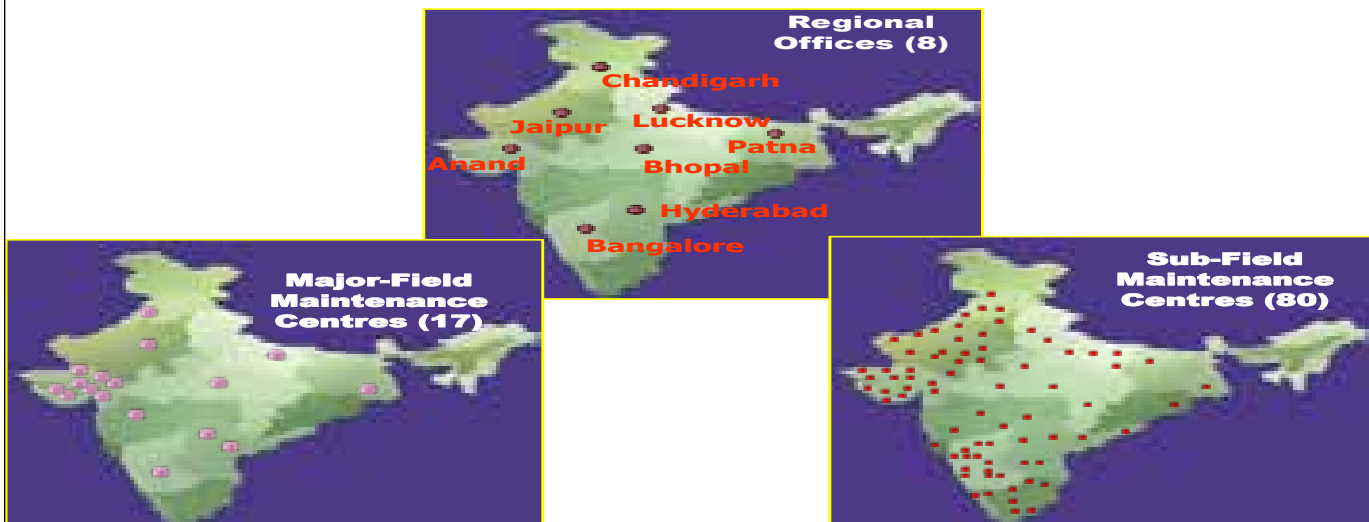 Regional
Offices (8)
Chandigarh
Jaipur
Lucknow
Patna
Anand
Bhopal
Hyderabad
Bangalore
Major-Field
Maintenance
Centres (17)
Sub-Field
Maintenance
Centres (80)